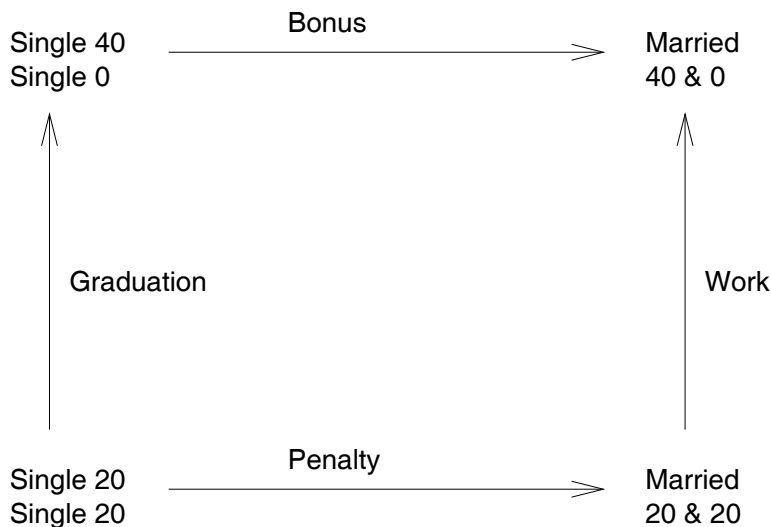 Bonus
Single 40
Single 0
Married
40 & 0
Graduation
Work
Penalty
Single 20
Single 20
Married
20 & 20